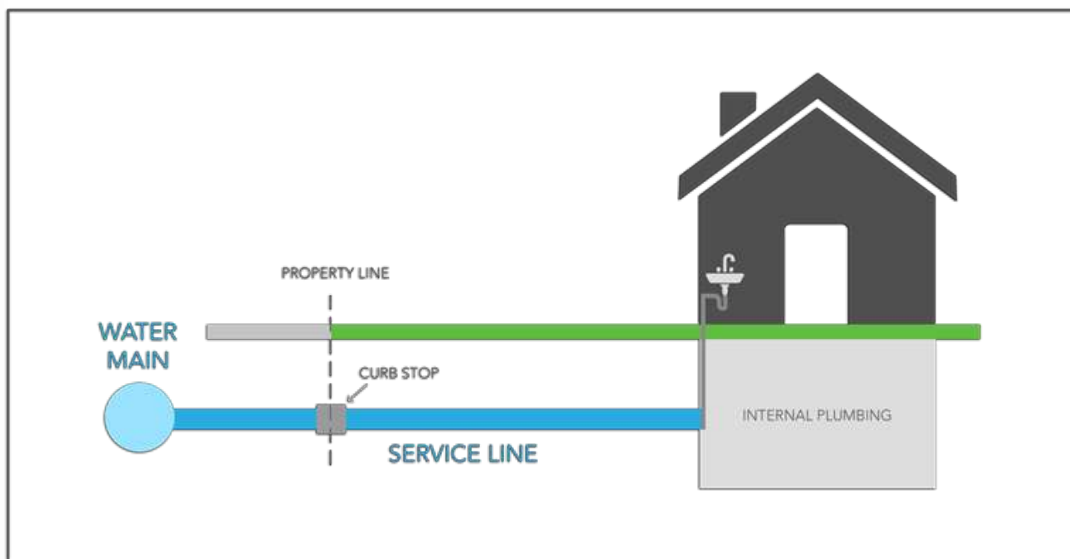 PROPERTY LINE
WATER
MAIN
CURB STOP
INTERNAL PLUMBING
SERVICE LINE